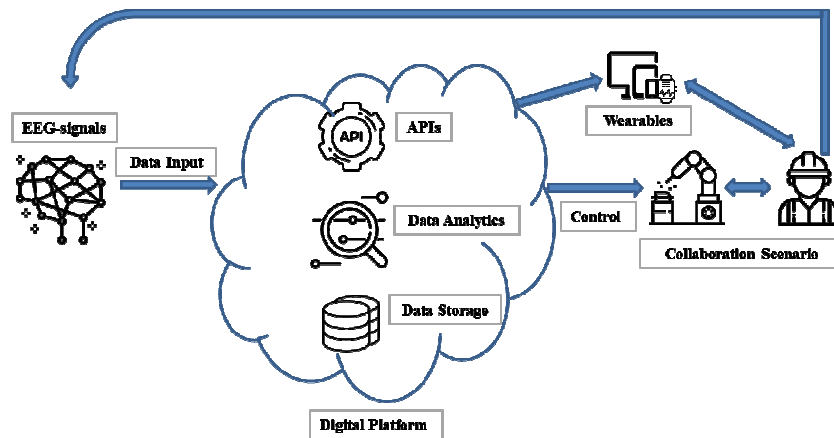 EEG-signals
Data Input
API
APIs
Data Analytics
Data Storage
Digital Platform
Wearables
Control
Collaboration Scenario